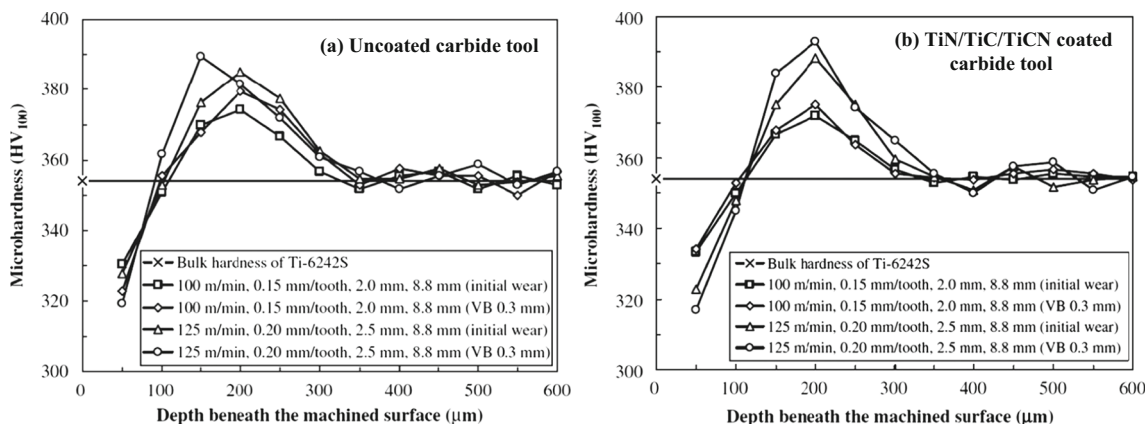 400
380
360
340
320
300
Microhardness (HV100)
(a) Uncoated carbide tool
Bulk hardness of Ti-6242S
100 m/min, 0.15 mm/tooth, 2.0 mm, 8.8 mm (initial wear)
100 m/min, 0.15 mm/tooth, 2.0 mm, 8.8 mm (VB 0.3 mm)
125 m/min, 0.20 mm/tooth, 2.5 mm, 8.8 mm (initial wear)
125 m/min, 0.20 mm/tooth, 2.5 mm, 8.8 mm (VB 0.3 mm)
0 100 200 300 400 500 600
Depth beneath the machined surface (μm)
400
380
360
340
320
300
Microhardness (HV100)
(b) TiN/TiC/TiCN coated
carbide tool
Bulk hardness of Ti-6242S
100 m/min, 0.15 mm/tooth, 2.0 mm, 8.8 mm (initial wear)
100 m/min, 0.15 mm/tooth, 2.0 mm, 8.8 mm (VB 0.3 mm)
125 m/min, 0.20 mm/tooth, 2.5 mm, 8.8 mm (initial wear)
125 m/min, 0.20 mm/tooth, 2.5 mm, 8.8 mm (VB 0.3 mm)
0 100 200 300 400 500 600
Depth beneath the machined surface (μm)